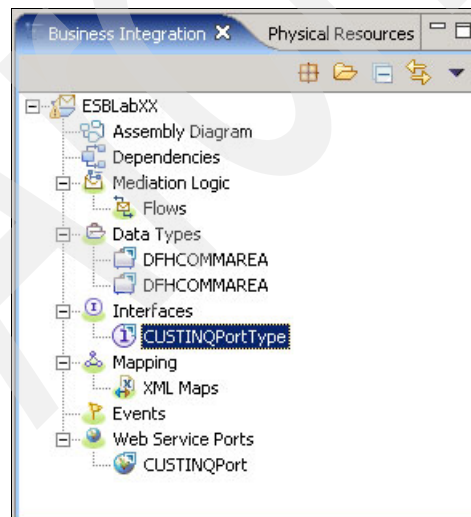 Business Integration
Physical Resources
ESBLabXX
Assembly Diagram
Dependencies
Mediation Logic
Flows
Data Types
DFHCOMMAREA
DFHCOMMAREA
Interfaces
CUSTINQPortType
Mapping
XML Maps
Events
Web Service Ports
CUSTINQPort